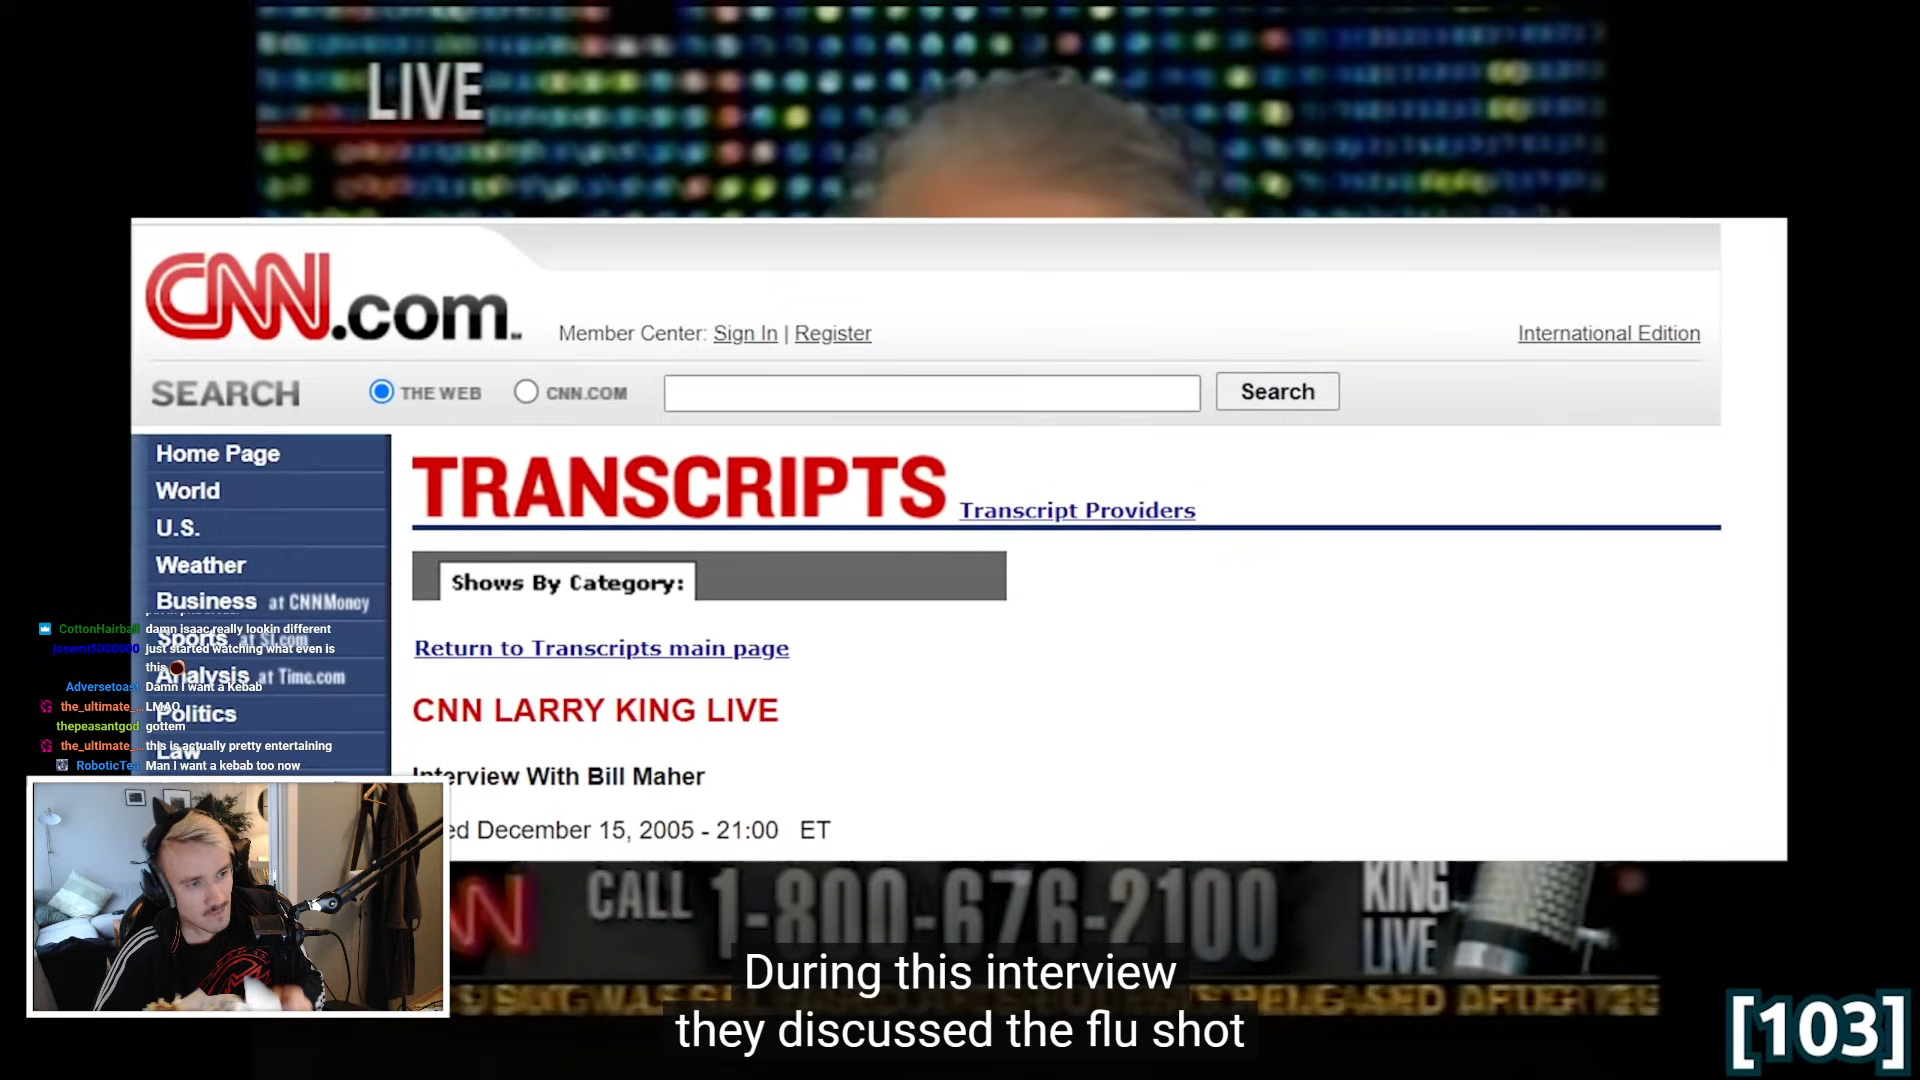 LIVE
CNN.com
Member Center: Sign In | Register
International Edition
SEARCH
THE WEB
CNN.COM
Search
Home Page
World
U.S.
Weather
Business at CNNMoney
Sports at SI.com
Analysis at Time.com
Politics
Law
TRANSCRIPTS
Transcript Providers
Shows By Category:
Return to Transcripts main page
CNN LARRY KING LIVE
Interview With Bill Maher
ed December 15, 2005 - 21:00 ET
CottonHairball damn isaac really lookin different
josemi5000000 just started watching what even is
this
Adversetoast Damn I want a Kebab
the_ultimate_... LMAO
thepeasantgod gottem
the_ultimate_... this is actually pretty entertaining
RoboticTea Man I want a kebab too now
CALL 1-800-676-2100
KING
LIVE
During this interview
they discussed the flu shot
[103]